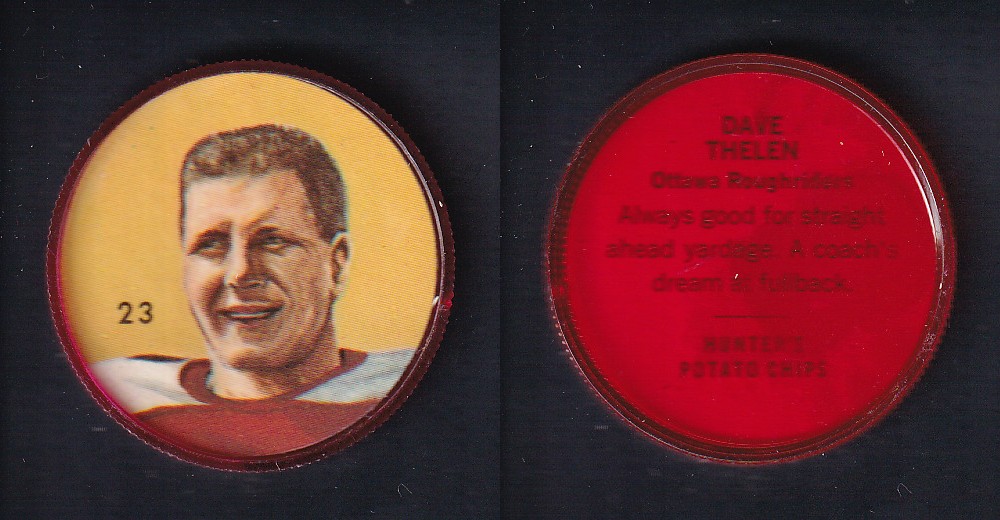 23
DAVE
THELEN
Ottawa Roughriders
Always good for straight
ahead yardage. A coach's
dream at fullback.
HUNTER'S
POTATO CHIPS